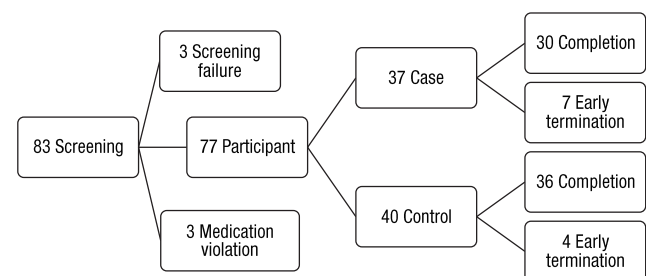 83 Screening
3 Screening
failure
77 Participant
3 Medication
violation
37 Case
40 Control
30 Completion
7 Early
termination
36 Completion
4 Early
termination